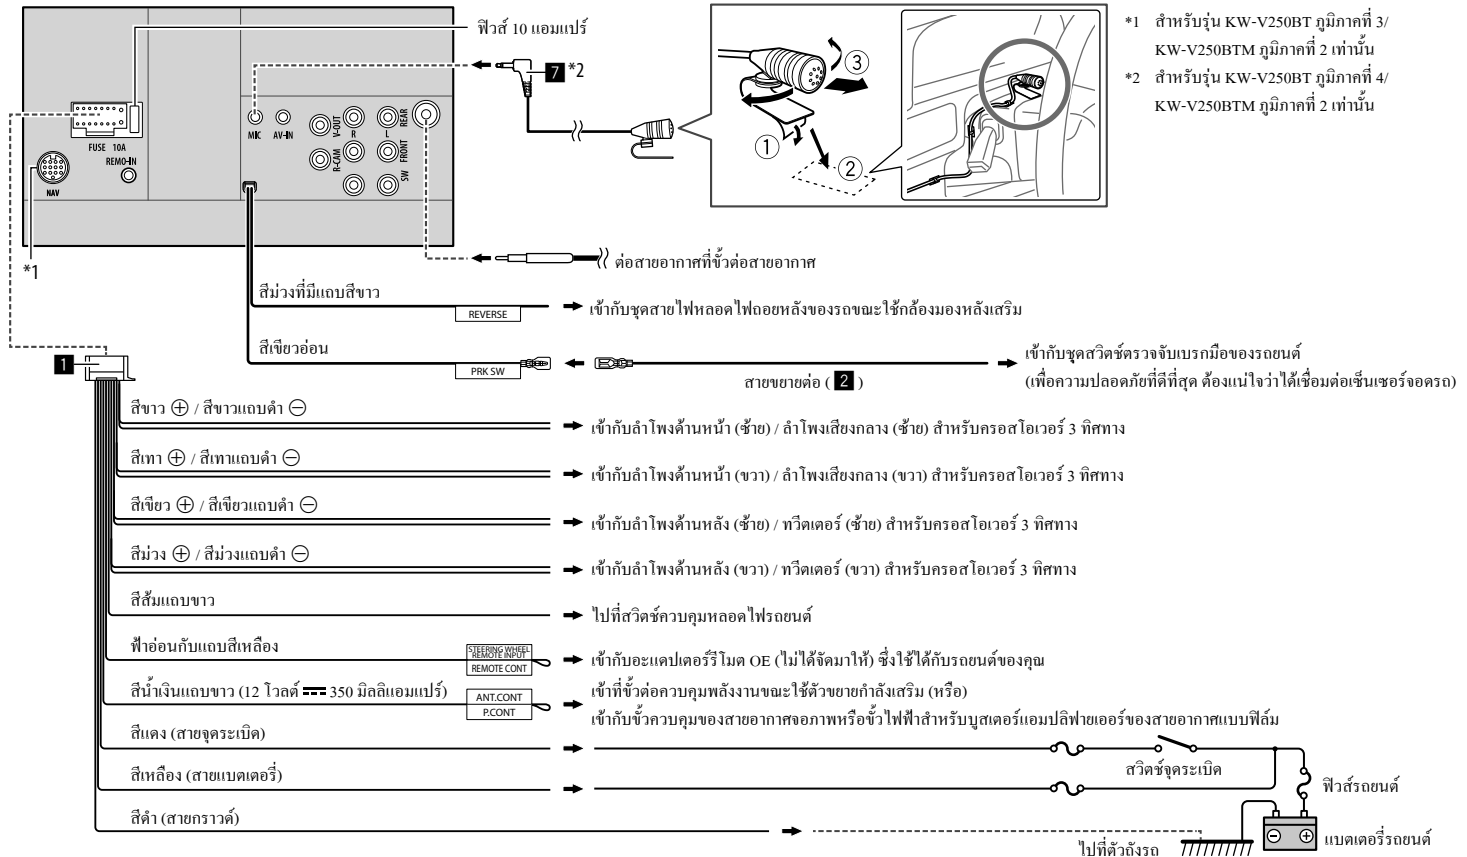 ฟิวส์ 10 แอมแปร์
7 *2
*1 สำหรับรุ่น KW-V250BT ภูมิภาคที่ 3/
KW-V250BTM ภูมิภาคที่ 2 เท่านั้น
*2 สำหรับรุ่น KW-V250BT ภูมิภาคที่ 4/
KW-V250BTM ภูมิภาคที่ 2 เท่านั้น
1
2
3
FUSE 10A
REMO-IN
NAV
MIC
AV-IN
V-OUT
R-CAM
R
L
REAR
FRONT
SW
*1
ต่อสายอากาศที่ขั้วต่อสายอากาศ
สีม่วงที่มีแถบสีขาว
REVERSE
เข้ากับชุดสายไฟหลอดไฟถอยหลังของรถขณะใช้กล้องมองหลังเสริม
สีเขียวอ่อน
PRK SW
สายขยายต่อ ( 2 )
เข้ากับชุดสวิตช์ตรวจจับเบรกมือของรถยนต์
(เพื่อความปลอดภัยที่ดีที่สุด ต้องแน่ใจว่าได้เชื่อมต่อเซ็นเซอร์จอดรถ)
1
สีขาว ⊕ / สีขาวแถบดำ ⊖
เข้ากับลำโพงด้านหน้า (ซ้าย) / ลำโพงเสียงกลาง (ซ้าย) สำหรับครอสโอเวอร์ 3 ทิศทาง
สีเทา ⊕ / สีเทาแถบดำ ⊖
เข้ากับลำโพงด้านหน้า (ขวา) / ลำโพงเสียงกลาง (ขวา) สำหรับครอสโอเวอร์ 3 ทิศทาง
สีเขียว ⊕ / สีเขียวแถบดำ ⊖
เข้ากับลำโพงด้านหลัง (ซ้าย) / ทวีตเตอร์ (ซ้าย) สำหรับครอสโอเวอร์ 3 ทิศทาง
สีม่วง ⊕ / สีม่วงแถบดำ ⊖
เข้ากับลำโพงด้านหลัง (ขวา) / ทวีตเตอร์ (ขวา) สำหรับครอสโอเวอร์ 3 ทิศทาง
สีส้มแถบขาว
ไปที่สวิตช์ควบคุมหลอดไฟรถยนต์
ฟ้าอ่อนกับแถบสีเหลือง
STEERING WHEEL
REMOTE INPUT
REMOTE CONT
เข้ากับอะแดปเตอร์รีโมต OE (ไม่ได้จัดมาให้) ซึ่งใช้ได้กับรถยนต์ของคุณ
สีน้ำเงินแถบขาว (12 โวลต์ ⎓ 350 มิลลิแอมแปร์)
ANT.CONT
P.CONT
เข้าที่ขั้วต่อควบคุมพลังงานขณะใช้ตัวขยายกำลังเสริม (หรือ)
เข้ากับขั้วควบคุมของสายอากาศจอภาพหรือขั้วไฟฟ้าสำหรับบูสเตอร์แอมปลิฟายเออร์ของสายอากาศแบบฟิล์ม
สีแดง (สายจุดระเบิด)
สวิตช์จุดระเบิด
สีเหลือง (สายแบตเตอรี่)
ฟิวส์รถยนต์
สีดำ (สายกราวด์)
ไปที่ตัวถังรถ
แบตเตอรี่รถยนต์